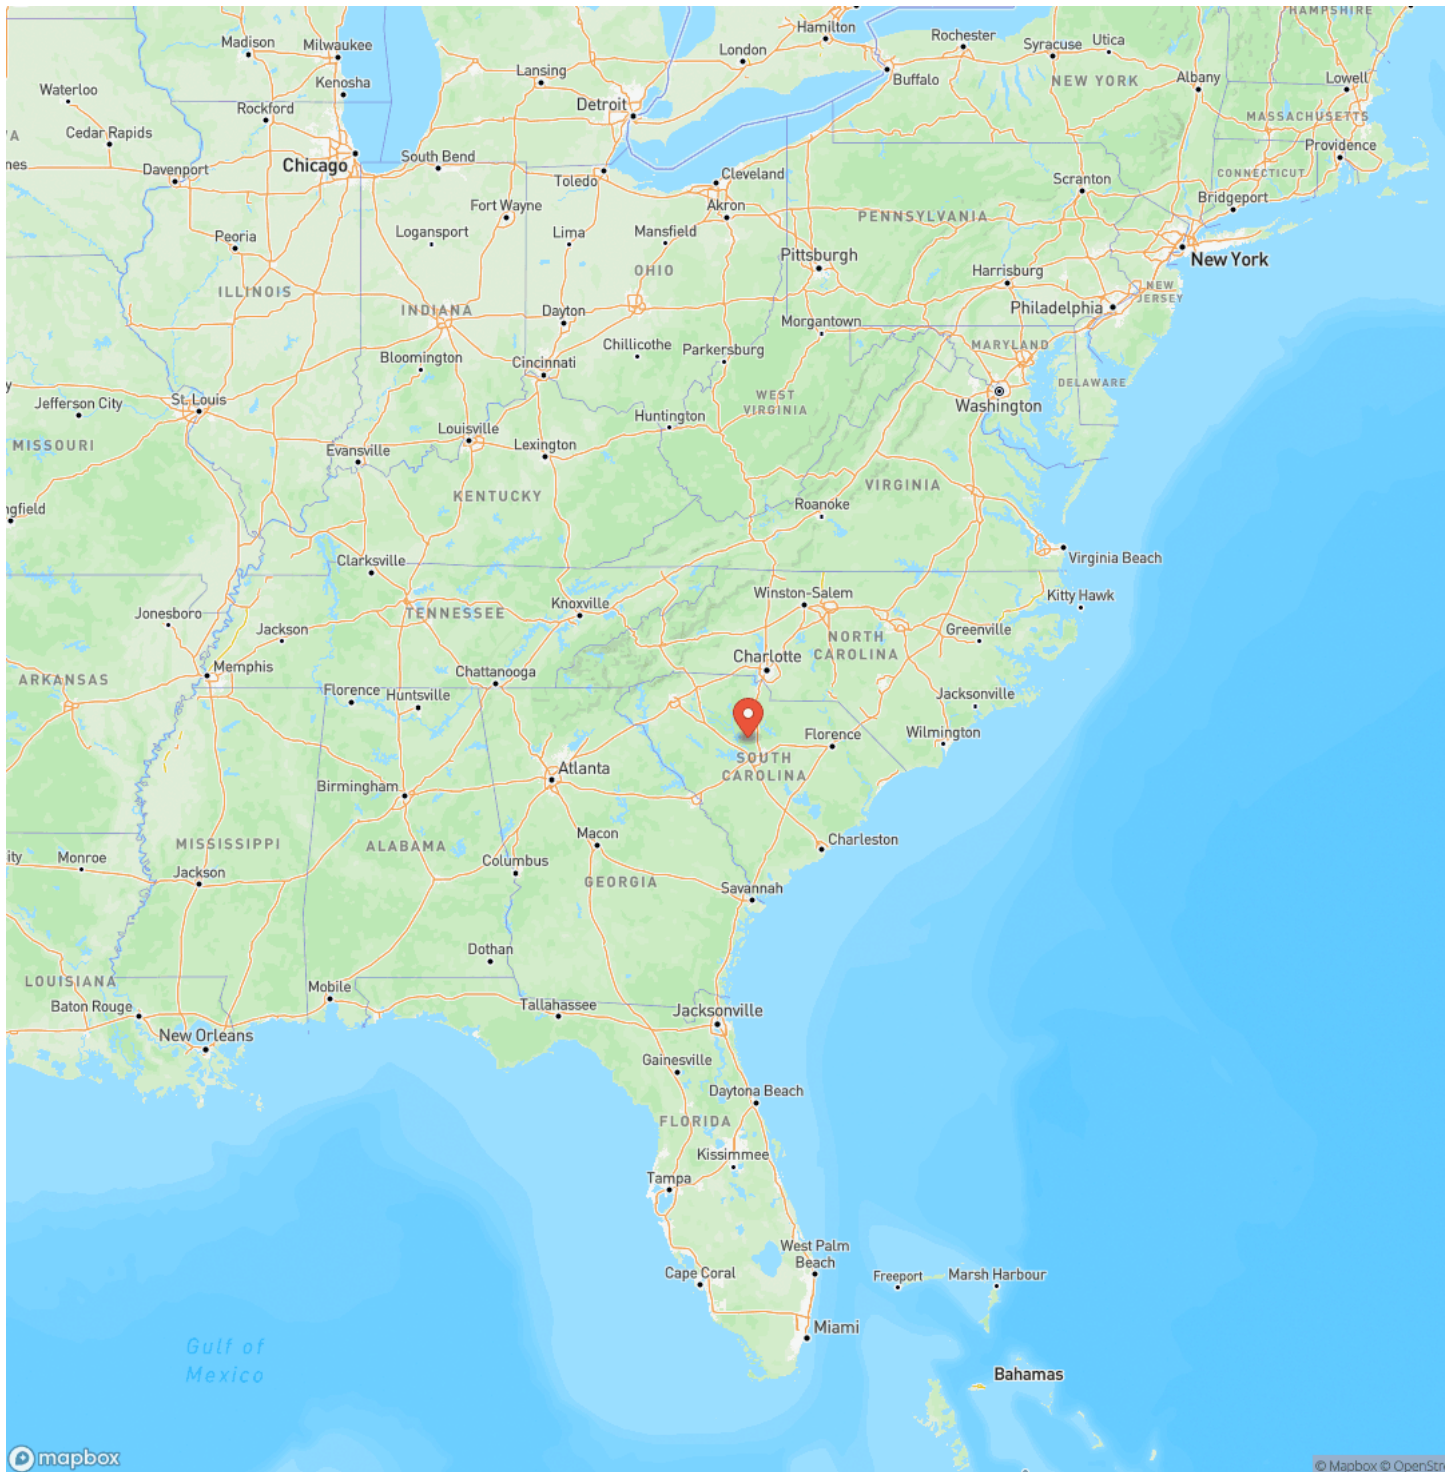 HAMPSHIRE
Hamilton
Madison
Milwaukee
London
Rochester
Syracuse
Utica
Lansing
Buffalo
NEW YORK
Albany
Lowell
Waterloo
Kenosha
Rockford
Detroit
MASSACHUSETTS
VA
Cedar Rapids
Providence
nes
Davenport
Chicago
South Bend
Toledo
Cleveland
Scranton
CONNECTICUT
Bridgeport
Fort Wayne
Akron
PENNSYLVANIA
Peoria
Logansport
Lima
Mansfield
Pittsburgh
New York
OHIO
Harrisburg
ILLINOIS
INDIANA
Dayton
Morgantown
Philadelphia
NEW
JERSEY
Bloomington
Cincinnati
Chillicothe
Parkersburg
MARYLAND
y
Jefferson City
St. Louis
WEST
VIRGINIA
DELAWARE
Washington
Huntington
MISSOURI
Evansville
Louisville
Lexington
KENTUCKY
VIRGINIA
ngfield
Roanoke
Clarksville
Virginia Beach
Jonesboro
Jackson
TENNESSEE
Knoxville
Winston-Salem
Kitty Hawk
NORTH
CAROLINA
Greenville
Memphis
Chattanooga
Charlotte
ARKANSAS
Florence
Huntsville
Jacksonville
Florence
Wilmington
SOUTH
CAROLINA
Atlanta
Birmingham
Macon
Charleston
MISSISSIPPI
ALABAMA
ity
Monroe
Jackson
Columbus
GEORGIA
Savannah
Dothan
LOUISIANA
Mobile
Baton Rouge
Tallahassee
Jacksonville
New Orleans
Gainesville
Daytona Beach
FLORIDA
Kissimmee
Tampa
West Palm
Beach
Cape Coral
Freeport
Marsh Harbour
Miami
Gulf of
Mexico
Bahamas
mapbox
© Mapbox © OpenStr